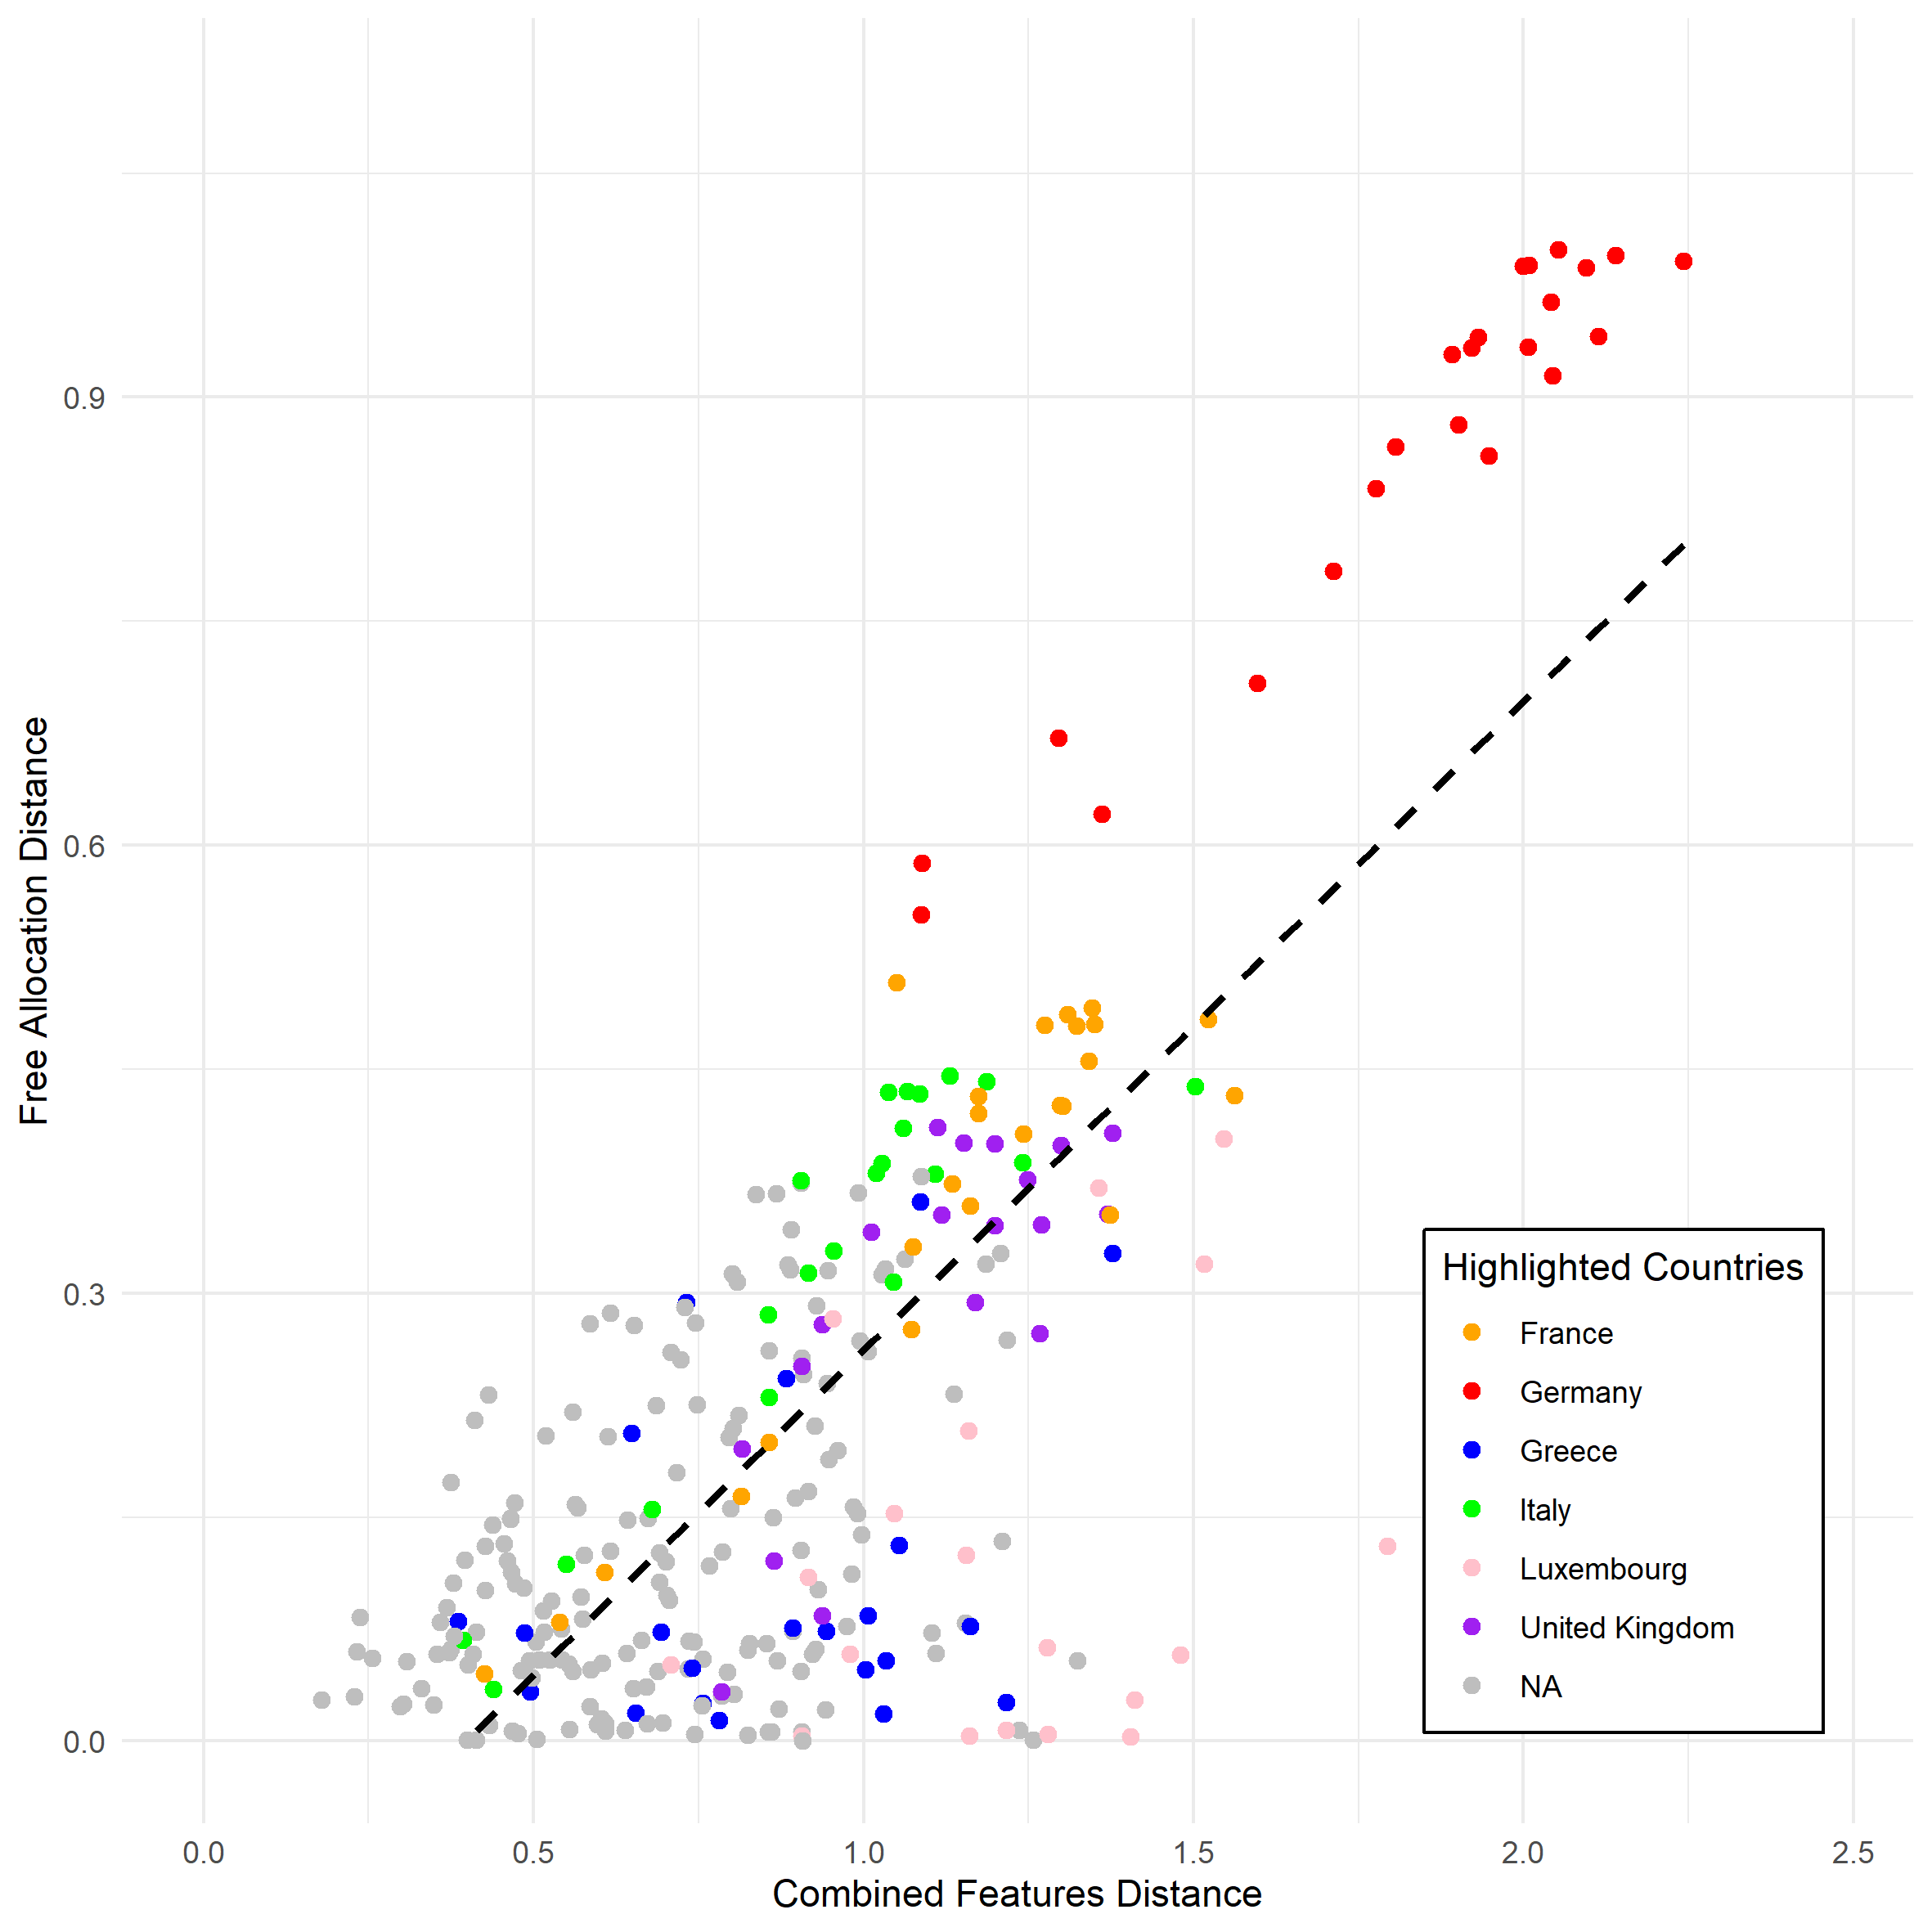 0.9
0.6
0.3
0.0
Free Allocation Distance
Highlighted Countries
France
Germany
Greece
Italy
Luxembourg
United Kingdom
NA
0.0 0.5 1.0 1.5 2.0 2.5
Combined Features Distance